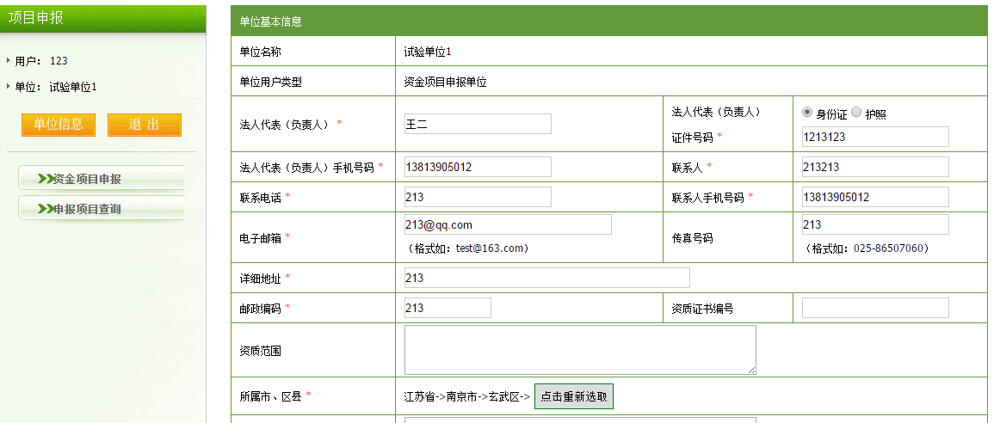 项目申报
用户： 123
单位： 试验单位1
单位信息
退 出
资金项目申报
申报项目查询
单位基本信息
单位名称
试验单位1
单位用户类型
资金项目申报单位
法人代表（负责人） *
王二
法人代表（负责人）
证件号码 *
身份证 护照
1213123
法人代表（负责人）手机号码 *
13813905012
联系人 *
213213
联系电话 *
213
联系人手机号码 *
13813905012
电子邮箱 *
213@qq.com
（格式如：test@163.com）
传真号码
213
（格式如：025-86507060）
详细地址 *
213
邮政编码 *
213
资质证书编号
资质范围
所属市、区县 *
江苏省->南京市->玄武区-> 点击重新选取